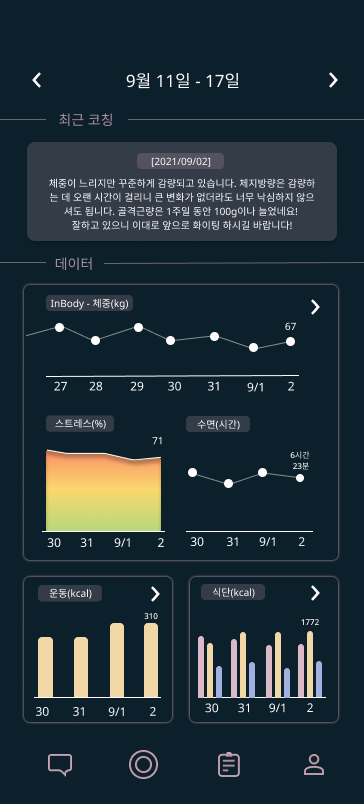 9월 11일 - 17일
최근 코칭
[2021/09/02]
체중이 느리지만 꾸준하게 감량되고 있습니다. 체지방량은 감량하
는 데 오랜 시간이 걸리니 큰 변화가 없더라도 너무 낙심하지 않으
셔도 됩니다. 골격근량은 1주일 동안 100g이나 늘었네요!
잘하고 있으니 이대로 앞으로 화이팅 하시길 바랍니다!
데이터
InBody - 체중(kg)
67
27 28 29 30 31 9/1 2
스트레스(%)
71
30 31 9/1 2
수면(시간)
6시간
23분
30 31 9/1 2
운동(kcal)
310
30 31 9/1 2
식단(kcal)
1772
30 31 9/1 2